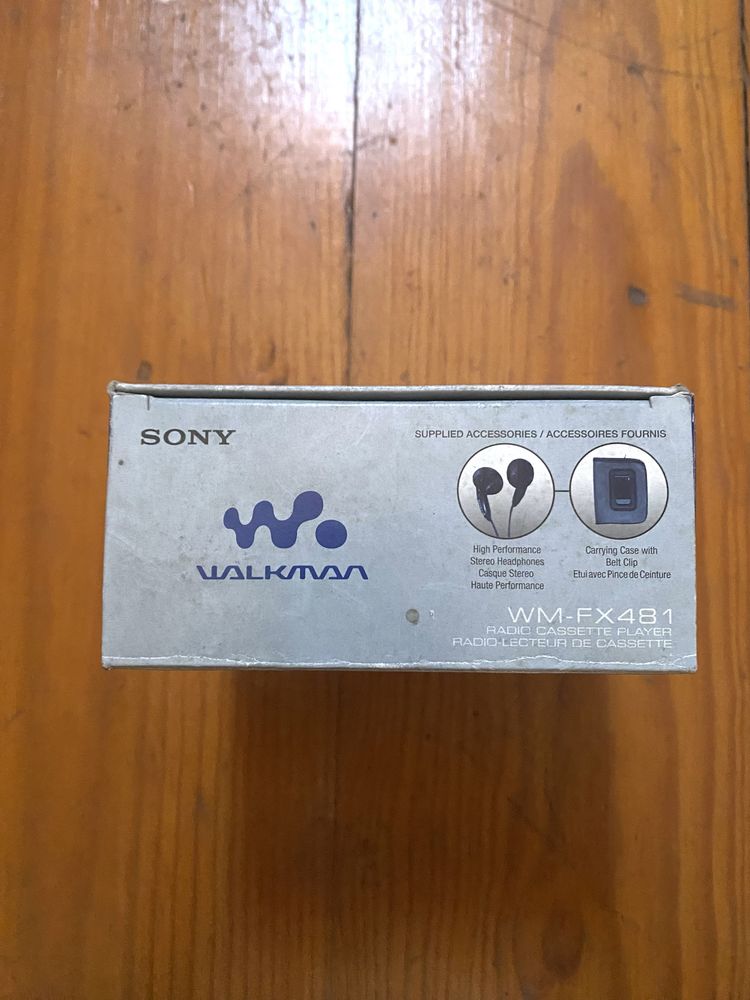 SONY
SUPPLIED ACCESSORIES / ACCESSOIRES FOURNIS
WALKMAN
High Performance
Stereo Headphones
Casque Stereo
Haute Performance
Carrying Case with
Belt Clip
Etui avec Pince de Ceinture
WM-FX481
RADIO CASSETTE PLAYER
RADIO-LECTEUR DE CASSETTE